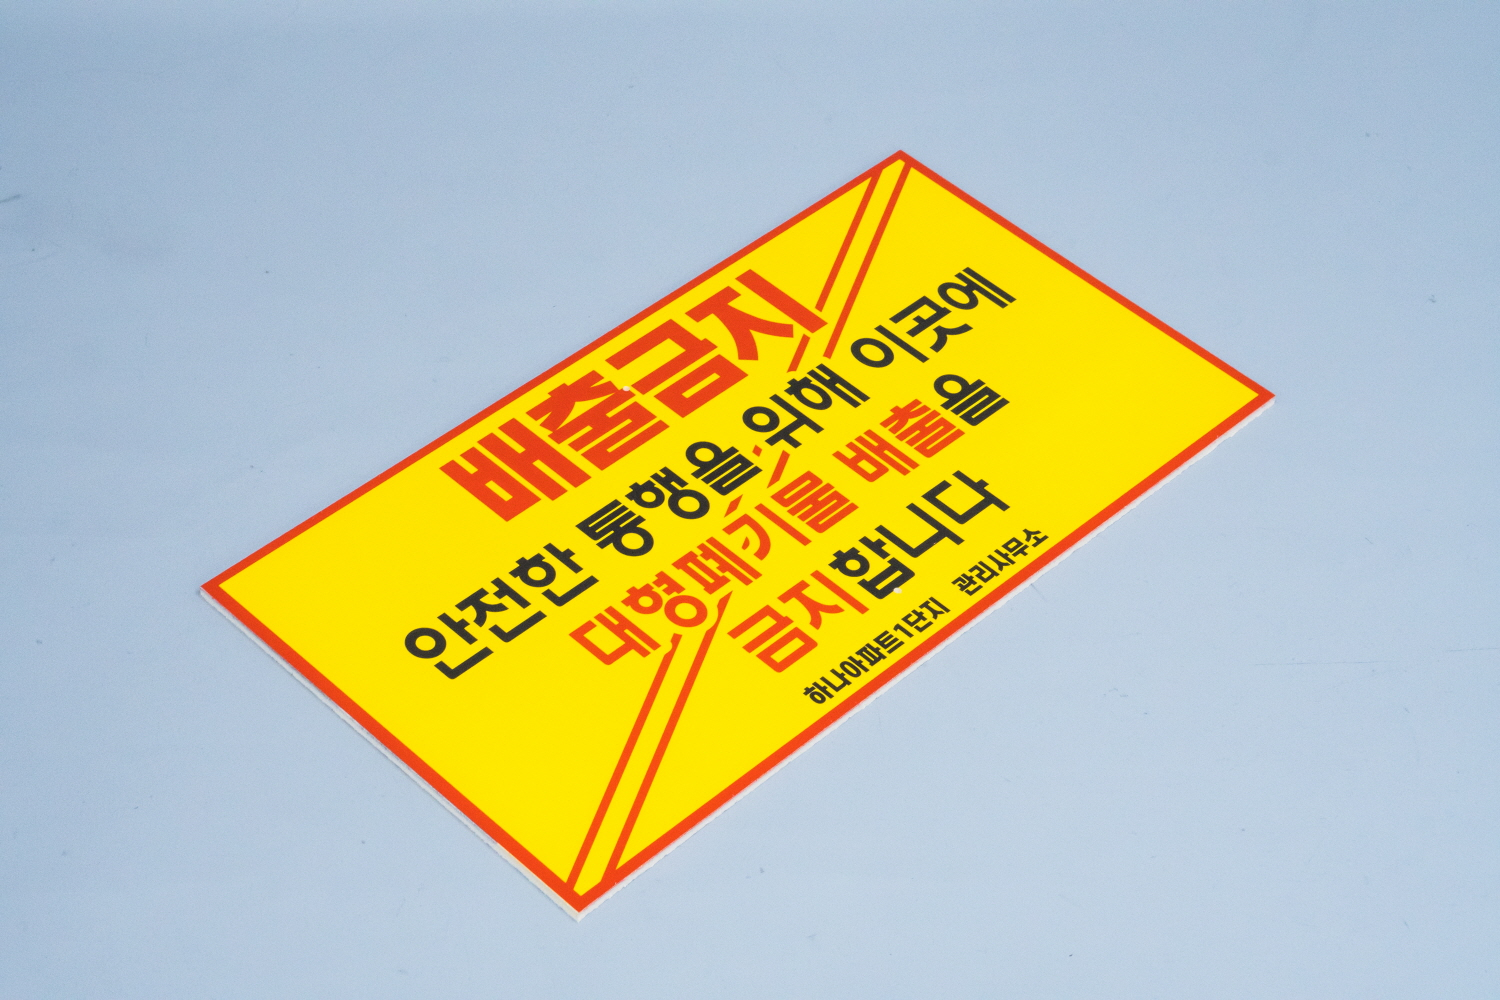 배출금지
안전한 통행을 위해 이곳에
대형폐기물 배출을
금지합니다
하나아파트1단지 관리사무소